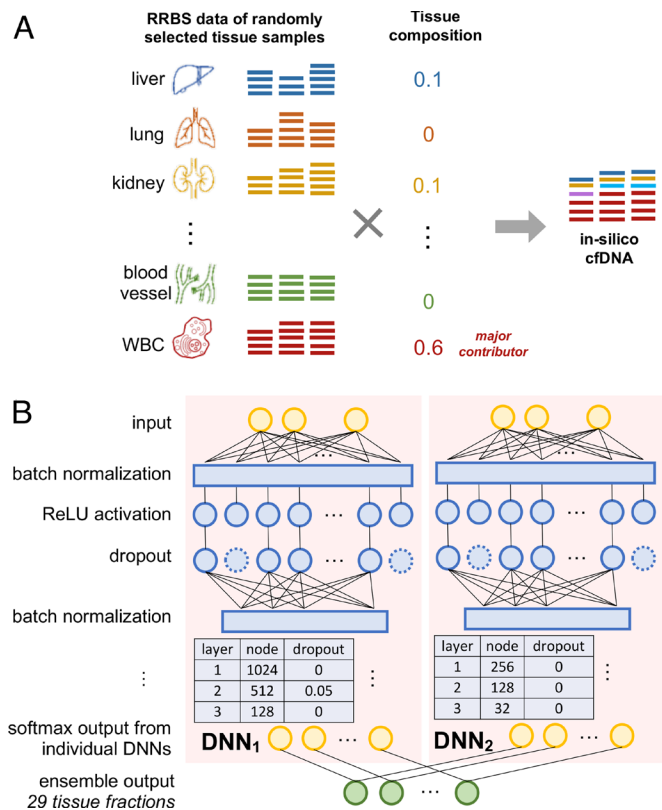 A
RRBS data of randomly
selected tissue samples
Tissue
composition
liver
0.1
lung
0
kidney
0.1
in-silico
cfDNA
blood
vessel
0
WBC
0.6
major
contributor
B
input
...
...
batch normalization
ReLU activation
...
...
dropout
...
...
batch normalization
layer node dropout
1 1024 0
2 512 0.05
3 128 0
layer node dropout
1 256 0
2 128 0
3 32 0
softmax output from
individual DNNs
DNN₁
...
DNN₂
...
ensemble output
29 tissue fractions
...